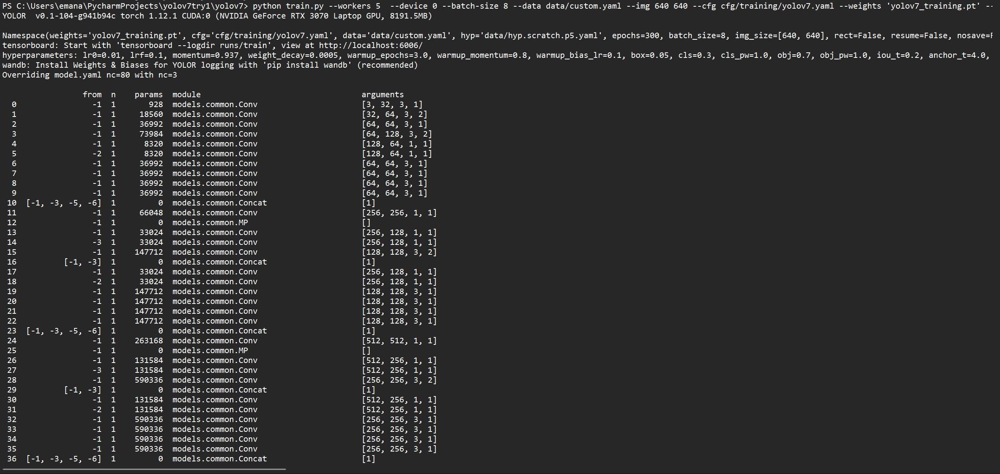 PS C:\Users\emana\PycharmProjects\yolov7try1\yolov7> python train.py --workers 5  --device 0 --batch-size 8 --data data/custom.yaml --img 640 640 --cfg cfg/training/yolov7.yaml --weights 'yolov7_training.pt' --
YOLOR  v0.1-104-g941b94c torch 1.12.1 CUDA:0 (NVIDIA GeForce RTX 3070 Laptop GPU, 8191.5MB)
Namespace(weights='yolov7_training.pt', cfg='cfg/training/yolov7.yaml', data='data/custom.yaml', hyp='data/hyp.scratch.p5.yaml', epochs=300, batch_size=8, img_size=[640, 640], rect=False, resume=False, nosave=F
tensorboard: Start with 'tensorboard --logdir runs/train', view at http://localhost:6006/
hyperparameters: lr0=0.01, lrf=0.1, momentum=0.937, weight_decay=0.0005, warmup_epochs=3.0, warmup_momentum=0.8, warmup_bias_lr=0.1, box=0.05, cls=0.3, cls_pw=1.0, obj=0.7, obj_pw=1.0, iou_t=0.2, anchor_t=4.0,
wandb: Install Weights & Biases for YOLOR logging with 'pip install wandb' (recommended)
Overriding model.yaml nc=80 with nc=3
from  n    params  module                                  arguments
0                -1  1       928  models.common.Conv                      [3, 32, 3, 1]
1                -1  1     18560  models.common.Conv                      [32, 64, 3, 2]
2                -1  1     36992  models.common.Conv                      [64, 64, 3, 1]
3                -1  1     73984  models.common.Conv                      [64, 128, 3, 2]
4                -1  1      8320  models.common.Conv                      [128, 64, 1, 1]
5                -2  1      8320  models.common.Conv                      [128, 64, 1, 1]
6                -1  1     36992  models.common.Conv                      [64, 64, 3, 1]
7                -1  1     36992  models.common.Conv                      [64, 64, 3, 1]
8                -1  1     36992  models.common.Conv                      [64, 64, 3, 1]
9                -1  1     36992  models.common.Conv                      [64, 64, 3, 1]
10  [-1, -3, -5, -6]  1         0  models.common.Concat                    [1]
11                -1  1     66048  models.common.Conv                      [256, 256, 1, 1]
12                -1  1         0  models.common.MP                        []
13                -1  1     33024  models.common.Conv                      [256, 128, 1, 1]
14                -3  1     33024  models.common.Conv                      [256, 128, 1, 1]
15                -1  1    147712  models.common.Conv                      [128, 128, 3, 2]
16          [-1, -3]  1         0  models.common.Concat                    [1]
17                -1  1     33024  models.common.Conv                      [256, 128, 1, 1]
18                -2  1     33024  models.common.Conv                      [256, 128, 1, 1]
19                -1  1    147712  models.common.Conv                      [128, 128, 3, 1]
20                -1  1    147712  models.common.Conv                      [128, 128, 3, 1]
21                -1  1    147712  models.common.Conv                      [128, 128, 3, 1]
22                -1  1    147712  models.common.Conv                      [128, 128, 3, 1]
23  [-1, -3, -5, -6]  1         0  models.common.Concat                    [1]
24                -1  1    263168  models.common.Conv                      [512, 512, 1, 1]
25                -1  1         0  models.common.MP                        []
26                -1  1    131584  models.common.Conv                      [512, 256, 1, 1]
27                -3  1    131584  models.common.Conv                      [512, 256, 1, 1]
28                -1  1    590336  models.common.Conv                      [256, 256, 3, 2]
29          [-1, -3]  1         0  models.common.Concat                    [1]
30                -1  1    131584  models.common.Conv                      [512, 256, 1, 1]
31                -2  1    131584  models.common.Conv                      [512, 256, 1, 1]
32                -1  1    590336  models.common.Conv                      [256, 256, 3, 1]
33                -1  1    590336  models.common.Conv                      [256, 256, 3, 1]
34                -1  1    590336  models.common.Conv                      [256, 256, 3, 1]
35                -1  1    590336  models.common.Conv                      [256, 256, 3, 1]
36  [-1, -3, -5, -6]  1         0  models.common.Concat                    [1]